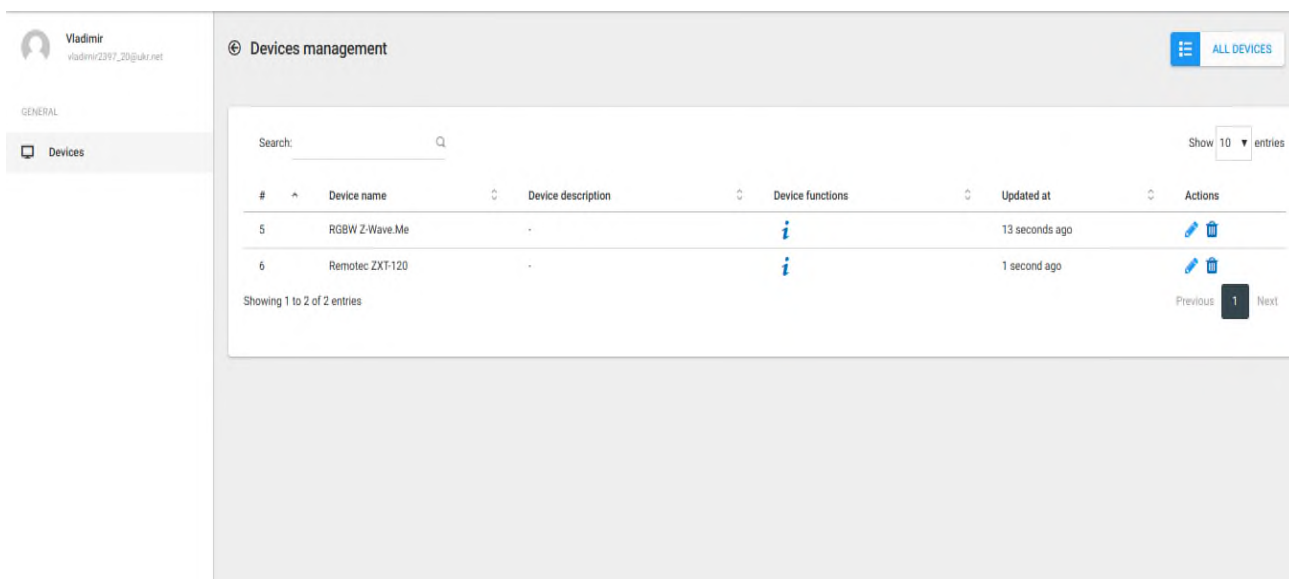 Vladimir
vladimir2397_20@ukr.net
Devices management
ALL DEVICES
GENERAL
Devices
Search:
Show 10 entries
# Device name Device description Device functions Updated at Actions
5 RGBW Z-Wave.Me - i 13 seconds ago
6 Remotec ZXT-120 - i 1 second ago
Showing 1 to 2 of 2 entries
Previous 1 Next